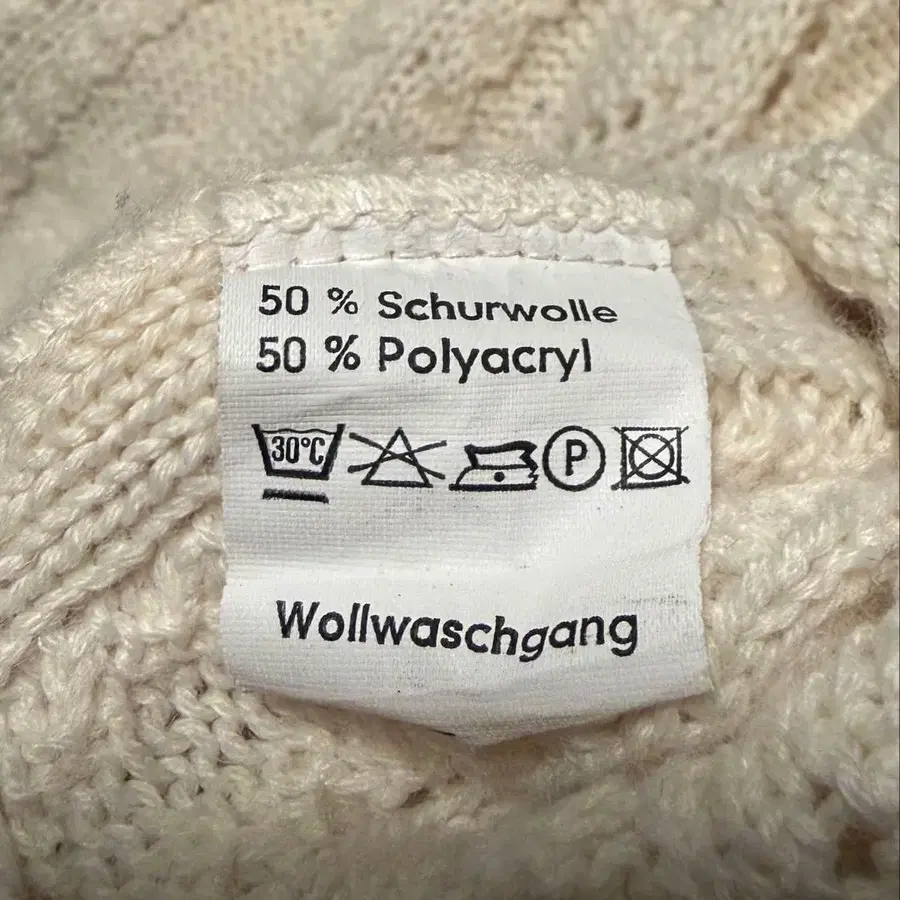 50 % Schurwolle
50 % Polyacryl
30°C P
Wollwaschgang